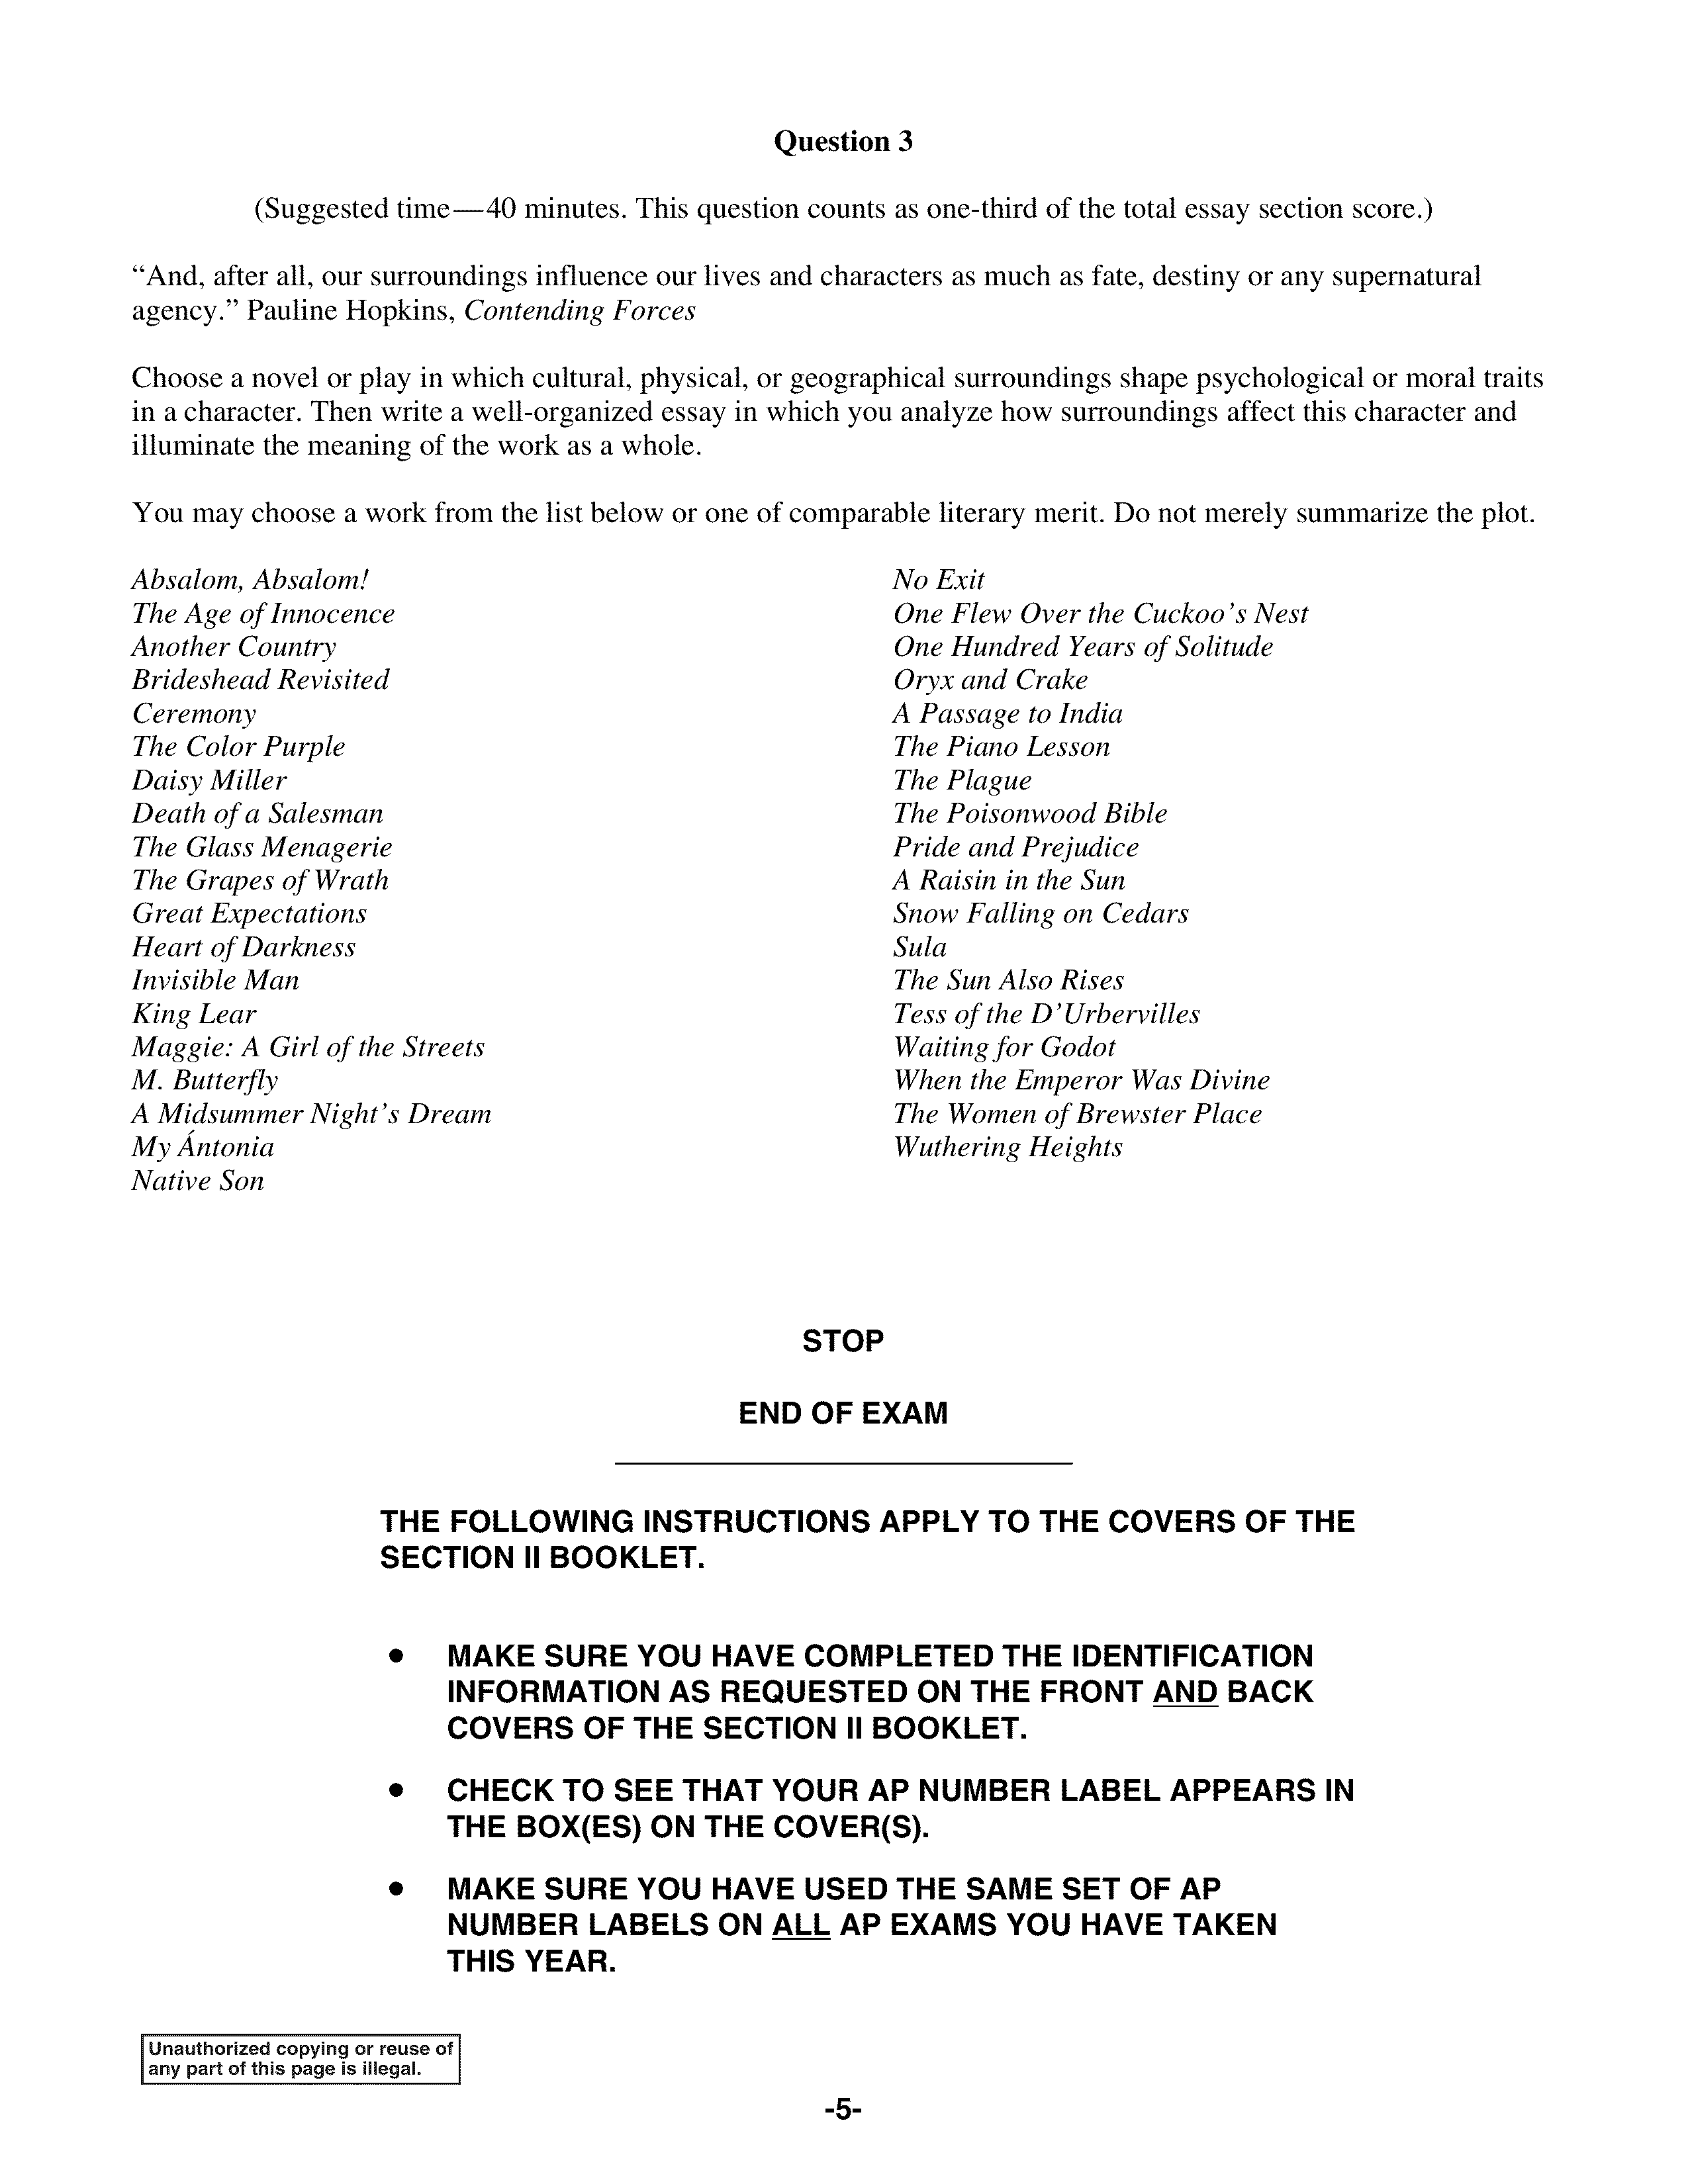 Question 3
(Suggested time—40 minutes. This question counts as one-third of the total essay section score.)
“And, after all, our surroundings influence our lives and characters as much as fate, destiny or any supernatural
agency.” Pauline Hopkins, Contending Forces
Choose a novel or play in which cultural, physical, or geographical surroundings shape psychological or moral traits
in a character. Then write a well-organized essay in which you analyze how surroundings affect this character and
illuminate the meaning of the work as a whole.
You may choose a work from the list below or one of comparable literary merit. Do not merely summarize the plot.
Absalom, Absalom!
The Age of Innocence
Another Country
Brideshead Revisited
Ceremony
The Color Purple
Daisy Miller
Death of a Salesman
The Glass Menagerie
The Grapes of Wrath
Great Expectations
Heart of Darkness
Invisible Man
King Lear
Maggie: A Girl of the Streets
M. Butterfly
A Midsummer Night’s Dream
My Ántonia
Native Son
No Exit
One Flew Over the Cuckoo’s Nest
One Hundred Years of Solitude
Oryx and Crake
A Passage to India
The Piano Lesson
The Plague
The Poisonwood Bible
Pride and Prejudice
A Raisin in the Sun
Snow Falling on Cedars
Sula
The Sun Also Rises
Tess of the D’Urbervilles
Waiting for Godot
When the Emperor Was Divine
The Women of Brewster Place
Wuthering Heights
STOP
END OF EXAM
THE FOLLOWING INSTRUCTIONS APPLY TO THE COVERS OF THE
SECTION II BOOKLET.
• MAKE SURE YOU HAVE COMPLETED THE IDENTIFICATION
INFORMATION AS REQUESTED ON THE FRONT AND BACK
COVERS OF THE SECTION II BOOKLET.
• CHECK TO SEE THAT YOUR AP NUMBER LABEL APPEARS IN
THE BOX(ES) ON THE COVER(S).
• MAKE SURE YOU HAVE USED THE SAME SET OF AP
NUMBER LABELS ON ALL AP EXAMS YOU HAVE TAKEN
THIS YEAR.
Unauthorized copying or reuse of
any part of this page is illegal.
-5-